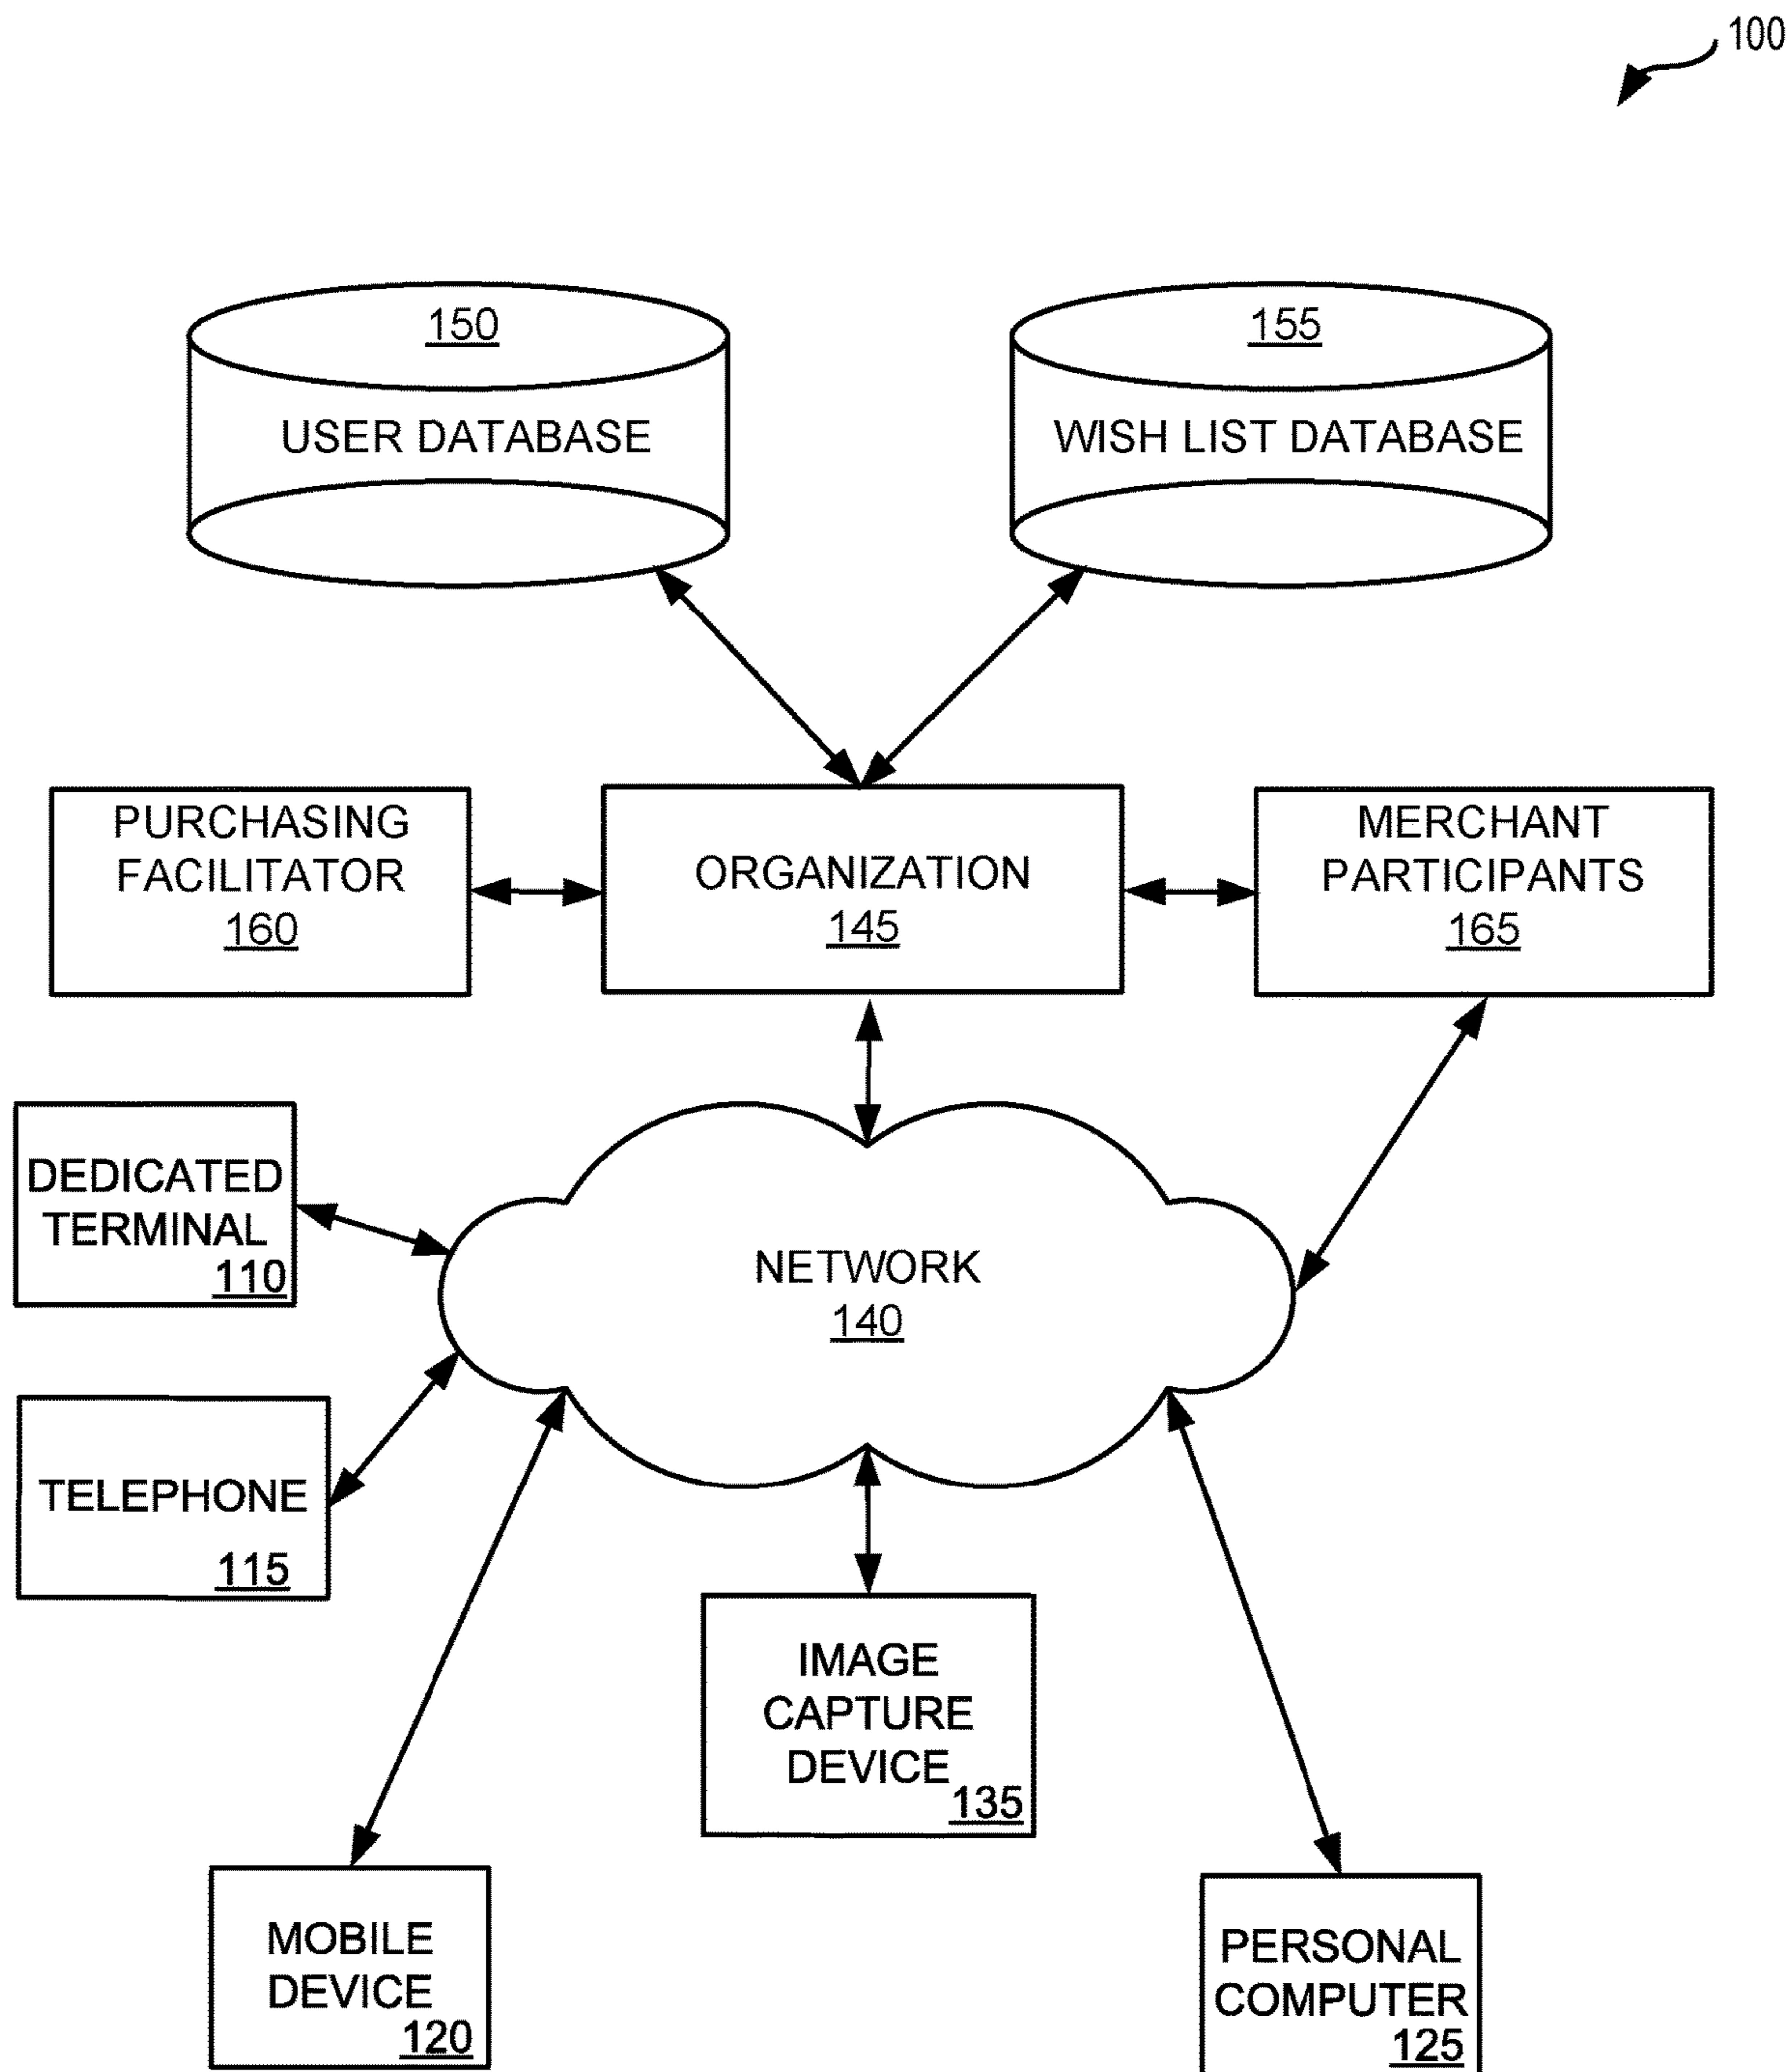 100
150
USER DATABASE
155
WISH LIST DATABASE
PURCHASING
FACILITATOR
160
ORGANIZATION
145
MERCHANT
PARTICIPANTS
165
DEDICATED
TERMINAL
110
NETWORK
140
TELEPHONE
115
IMAGE
CAPTURE
DEVICE
135
MOBILE
DEVICE
120
PERSONAL
COMPUTER
125